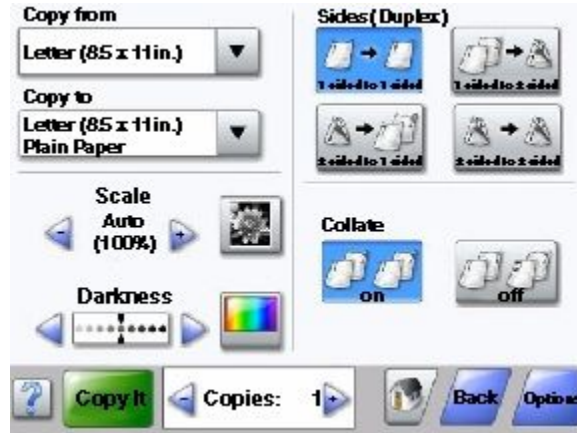 Copy from
Letter (8.5 x 11 in.)
Copy to
Letter (8.5 x 11 in.)
Plain Paper
Scale
Auto
(100%)
Darkness
Sides (Duplex)
1 sided to 1 sided
1 sided to 2 sided
2 sided to 1 sided
2 sided to 2 sided
Collate
on
off
?
Copy It
Copies: 1
Back
Options